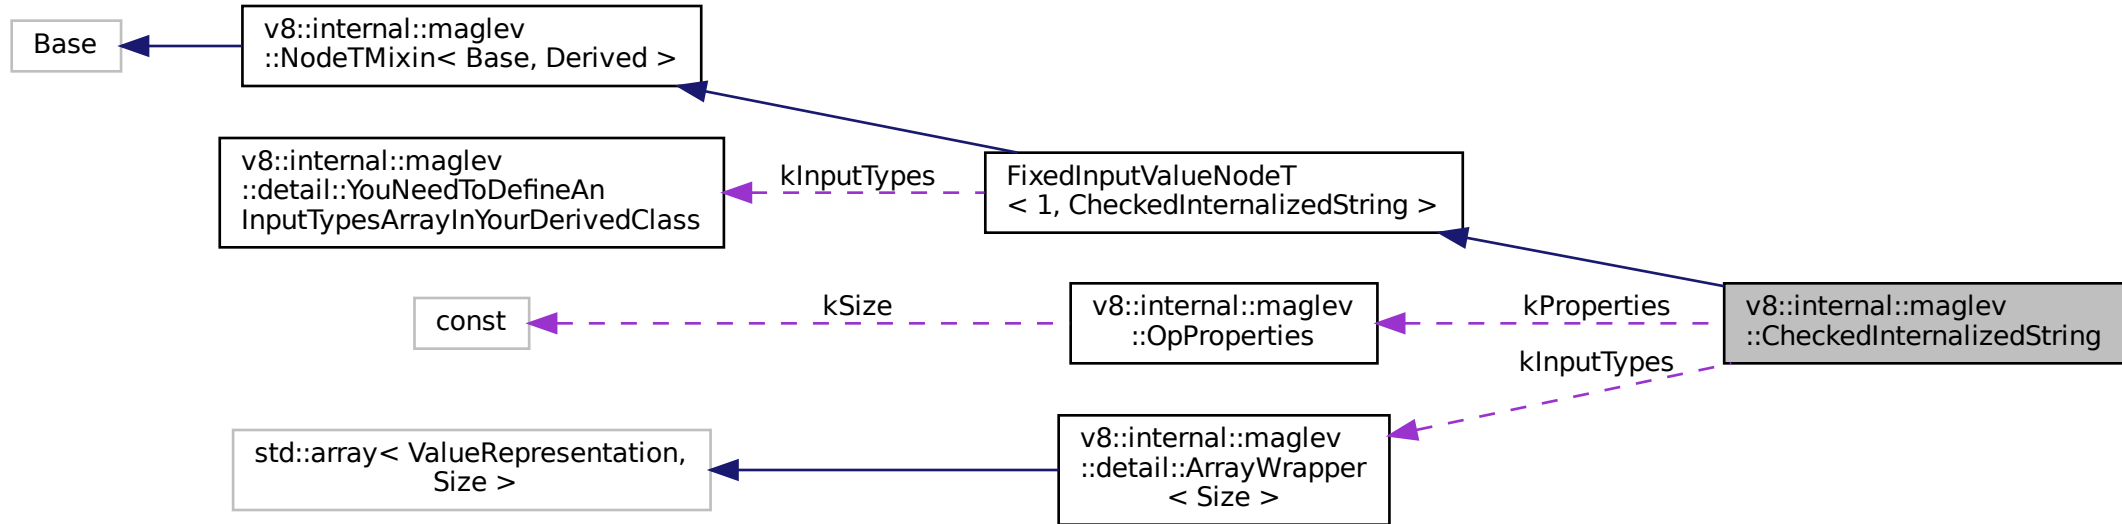 Base
v8::internal::maglev
::NodeTMixin< Base, Derived >
v8::internal::maglev
::detail::YouNeedToDefineAn
InputTypesArrayInYourDerivedClass
kInputTypes
FixedInputValueNodeT
< 1, CheckedInternalizedString >
const
kSize
v8::internal::maglev
::OpProperties
kProperties
v8::internal::maglev
::CheckedInternalizedString
kInputTypes
std::array< ValueRepresentation,
Size >
v8::internal::maglev
::detail::ArrayWrapper
< Size >